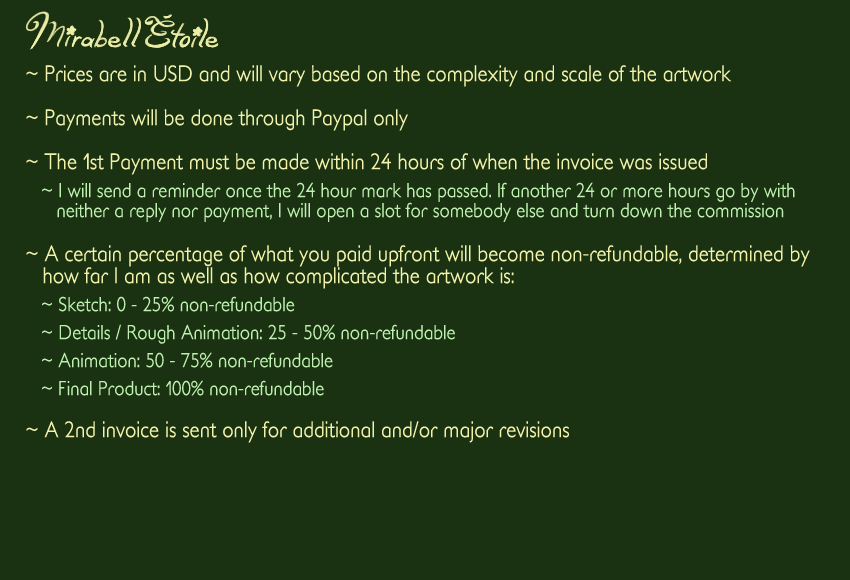 Mirabell Étoile
~ Prices are in USD and will vary based on the complexity and scale of the artwork
~ Payments will be done through Paypal only
~ The 1st Payment must be made within 24 hours of when the invoice was issued
~ I will send a reminder once the 24 hour mark has passed. If another 24 or more hours go by with
neither a reply nor payment, I will open a slot for somebody else and turn down the commission
~ A certain percentage of what you paid upfront will become non-refundable, determined by
how far I am as well as how complicated the artwork is:
~ Sketch: 0 - 25% non-refundable
~ Details / Rough Animation: 25 - 50% non-refundable
~ Animation: 50 - 75% non-refundable
~ Final Product: 100% non-refundable
~ A 2nd invoice is sent only for additional and/or major revisions